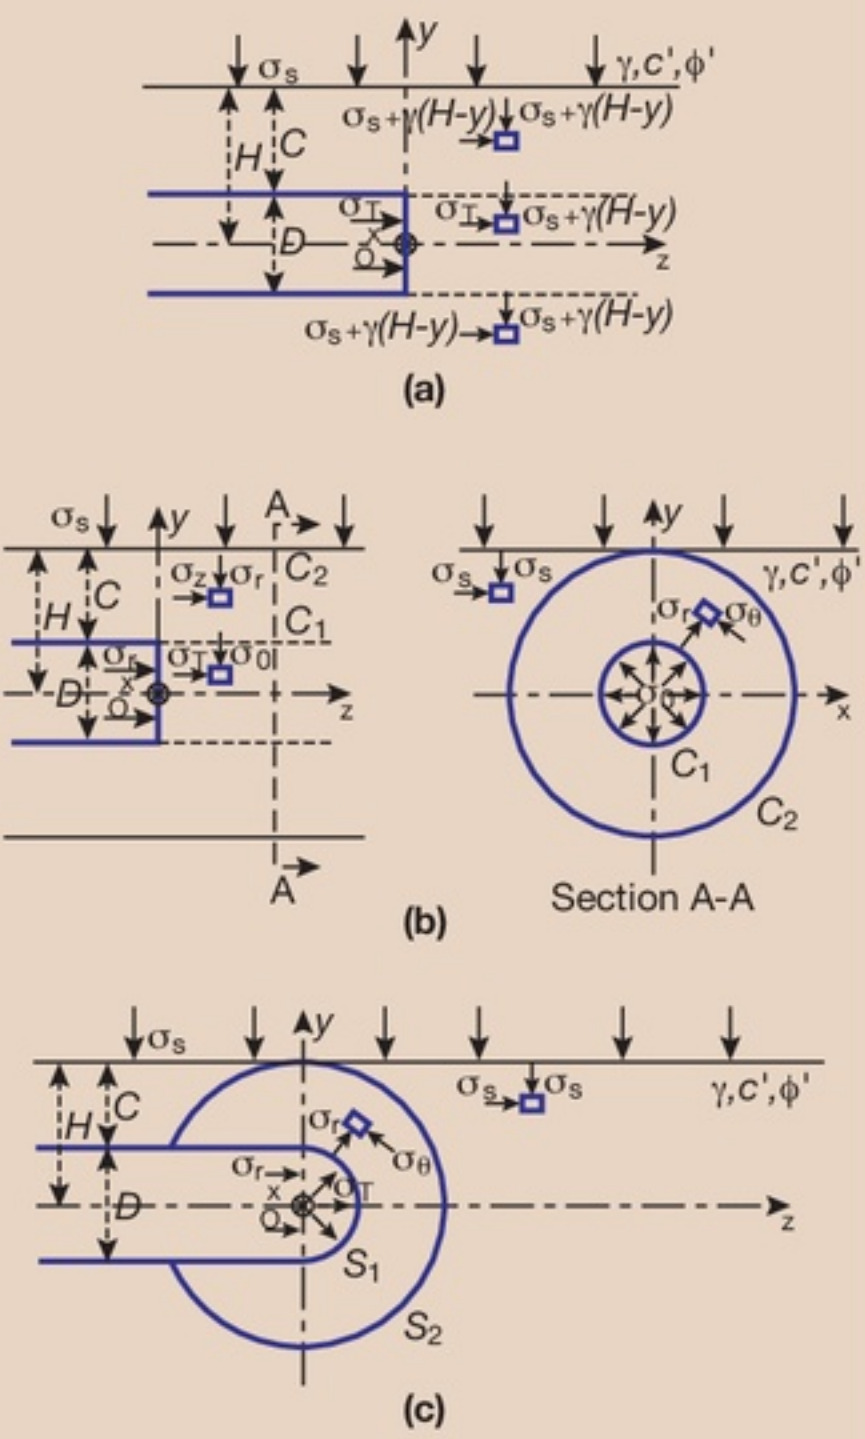 y
σs γ,c',ϕ'
σs+γ(H-y) σs+γ(H-y)
H C
σT σT σs+γ(H-y)
x
D
O z
σs+γ(H-y) σs+γ(H-y)
(a)
σs y A
σz σr C2
H C C1
σr σT σ0
x
D z
O
A
y
σs σs γ,c',ϕ'
σr σθ
σ0 x
C1
C2
Section A-A
(b)
σs y
σs σs γ,c',ϕ'
H C
σr σθ
σr
x σT
D O z
S1
S2
(c)